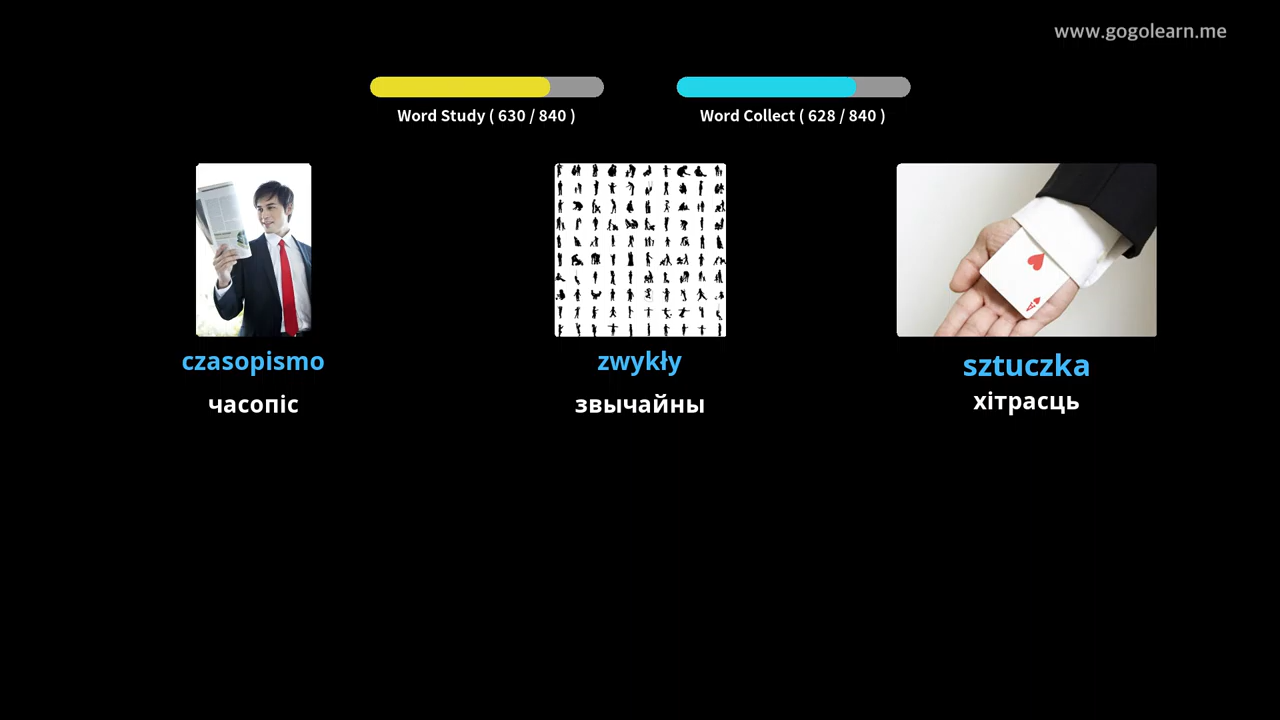 www.gogolearn.me
Word Study ( 630 / 840 )
Word Collect ( 628 / 840 )
czasopismo
zwykły
sztuczka
часопіс
звычайны
хітрасць